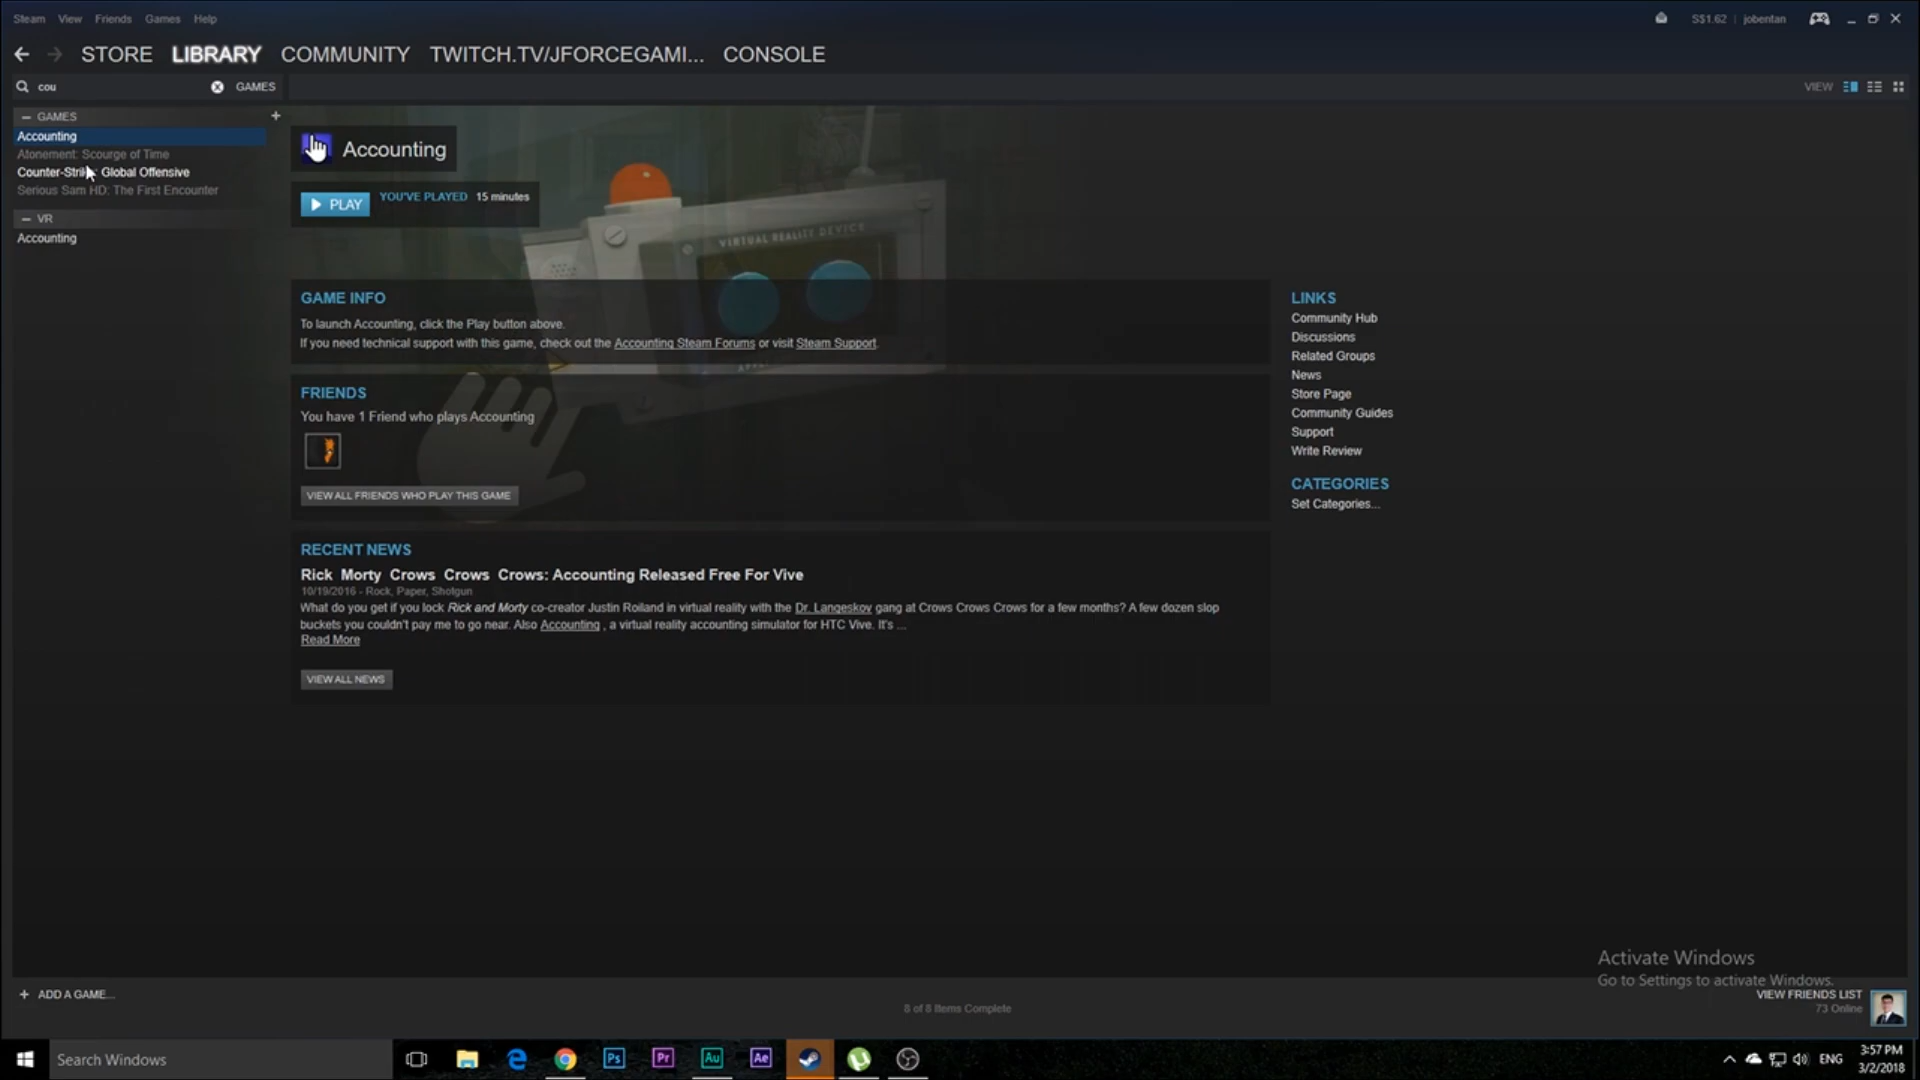 Steam View Friends Games Help
S$1.62 | jobentan
STORE LIBRARY COMMUNITY TWITCH.TV/JFORCEGAMI... CONSOLE
cou GAMES
VIEW
GAMES
Accounting
Atonement: Scourge of Time
Counter-Strike: Global Offensive
Serious Sam HD: The First Encounter
VR
Accounting
Accounting
PLAY
YOU'VE PLAYED 15 minutes
VIRTUAL REALITY DEVICE
GAME INFO
To launch Accounting, click the Play button above.
If you need technical support with this game, check out the Accounting Steam Forums or visit Steam Support.
FRIENDS
You have 1 Friend who plays Accounting
VIEW ALL FRIENDS WHO PLAY THIS GAME
RECENT NEWS
Rick Morty Crows Crows Crows: Accounting Released Free For Vive
10/19/2016 - Rock, Paper, Shotgun
What do you get if you lock Rick and Morty co-creator Justin Roiland in virtual reality with the Dr. Langeskov gang at Crows Crows Crows for a few months? A few dozen slop
buckets you couldn't pay me to go near. Also Accounting , a virtual reality accounting simulator for HTC Vive. It's ...
Read More
VIEW ALL NEWS
LINKS
Community Hub
Discussions
Related Groups
News
Store Page
Community Guides
Support
Write Review
CATEGORIES
Set Categories...
Activate Windows
Go to Settings to activate Windows.
+ ADD A GAME...
8 of 8 Items Complete
VIEW FRIENDS LIST
73 Online
Search Windows
Ps Pr Au Ae
ENG
3:57 PM
3/2/2018